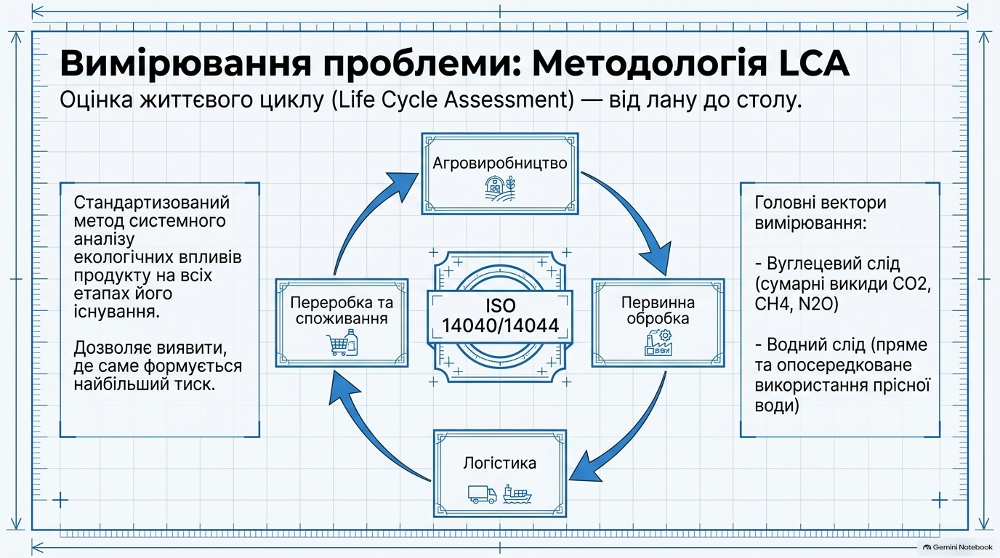 Вимірювання проблеми: Методологія LCA
Оцінка життєвого циклу (Life Cycle Assessment) — від лану до столу.
Стандартизований
метод системного
аналізу
екологічних впливів
продукту на всіх
етапах його
існування.
Дозволяє виявити,
де саме формується
найбільший тиск.
Агровиробництво
Переробка та
споживання
ISO
14040/14044
Первинна
обробка
Логістика
Головні вектори
вимірювання:
- Вуглецевий слід
(сумарні викиди CO2,
CH4, N2O)
- Водний слід (пряме
та опосередковане
використання прісної
води)
Gemini Notebook